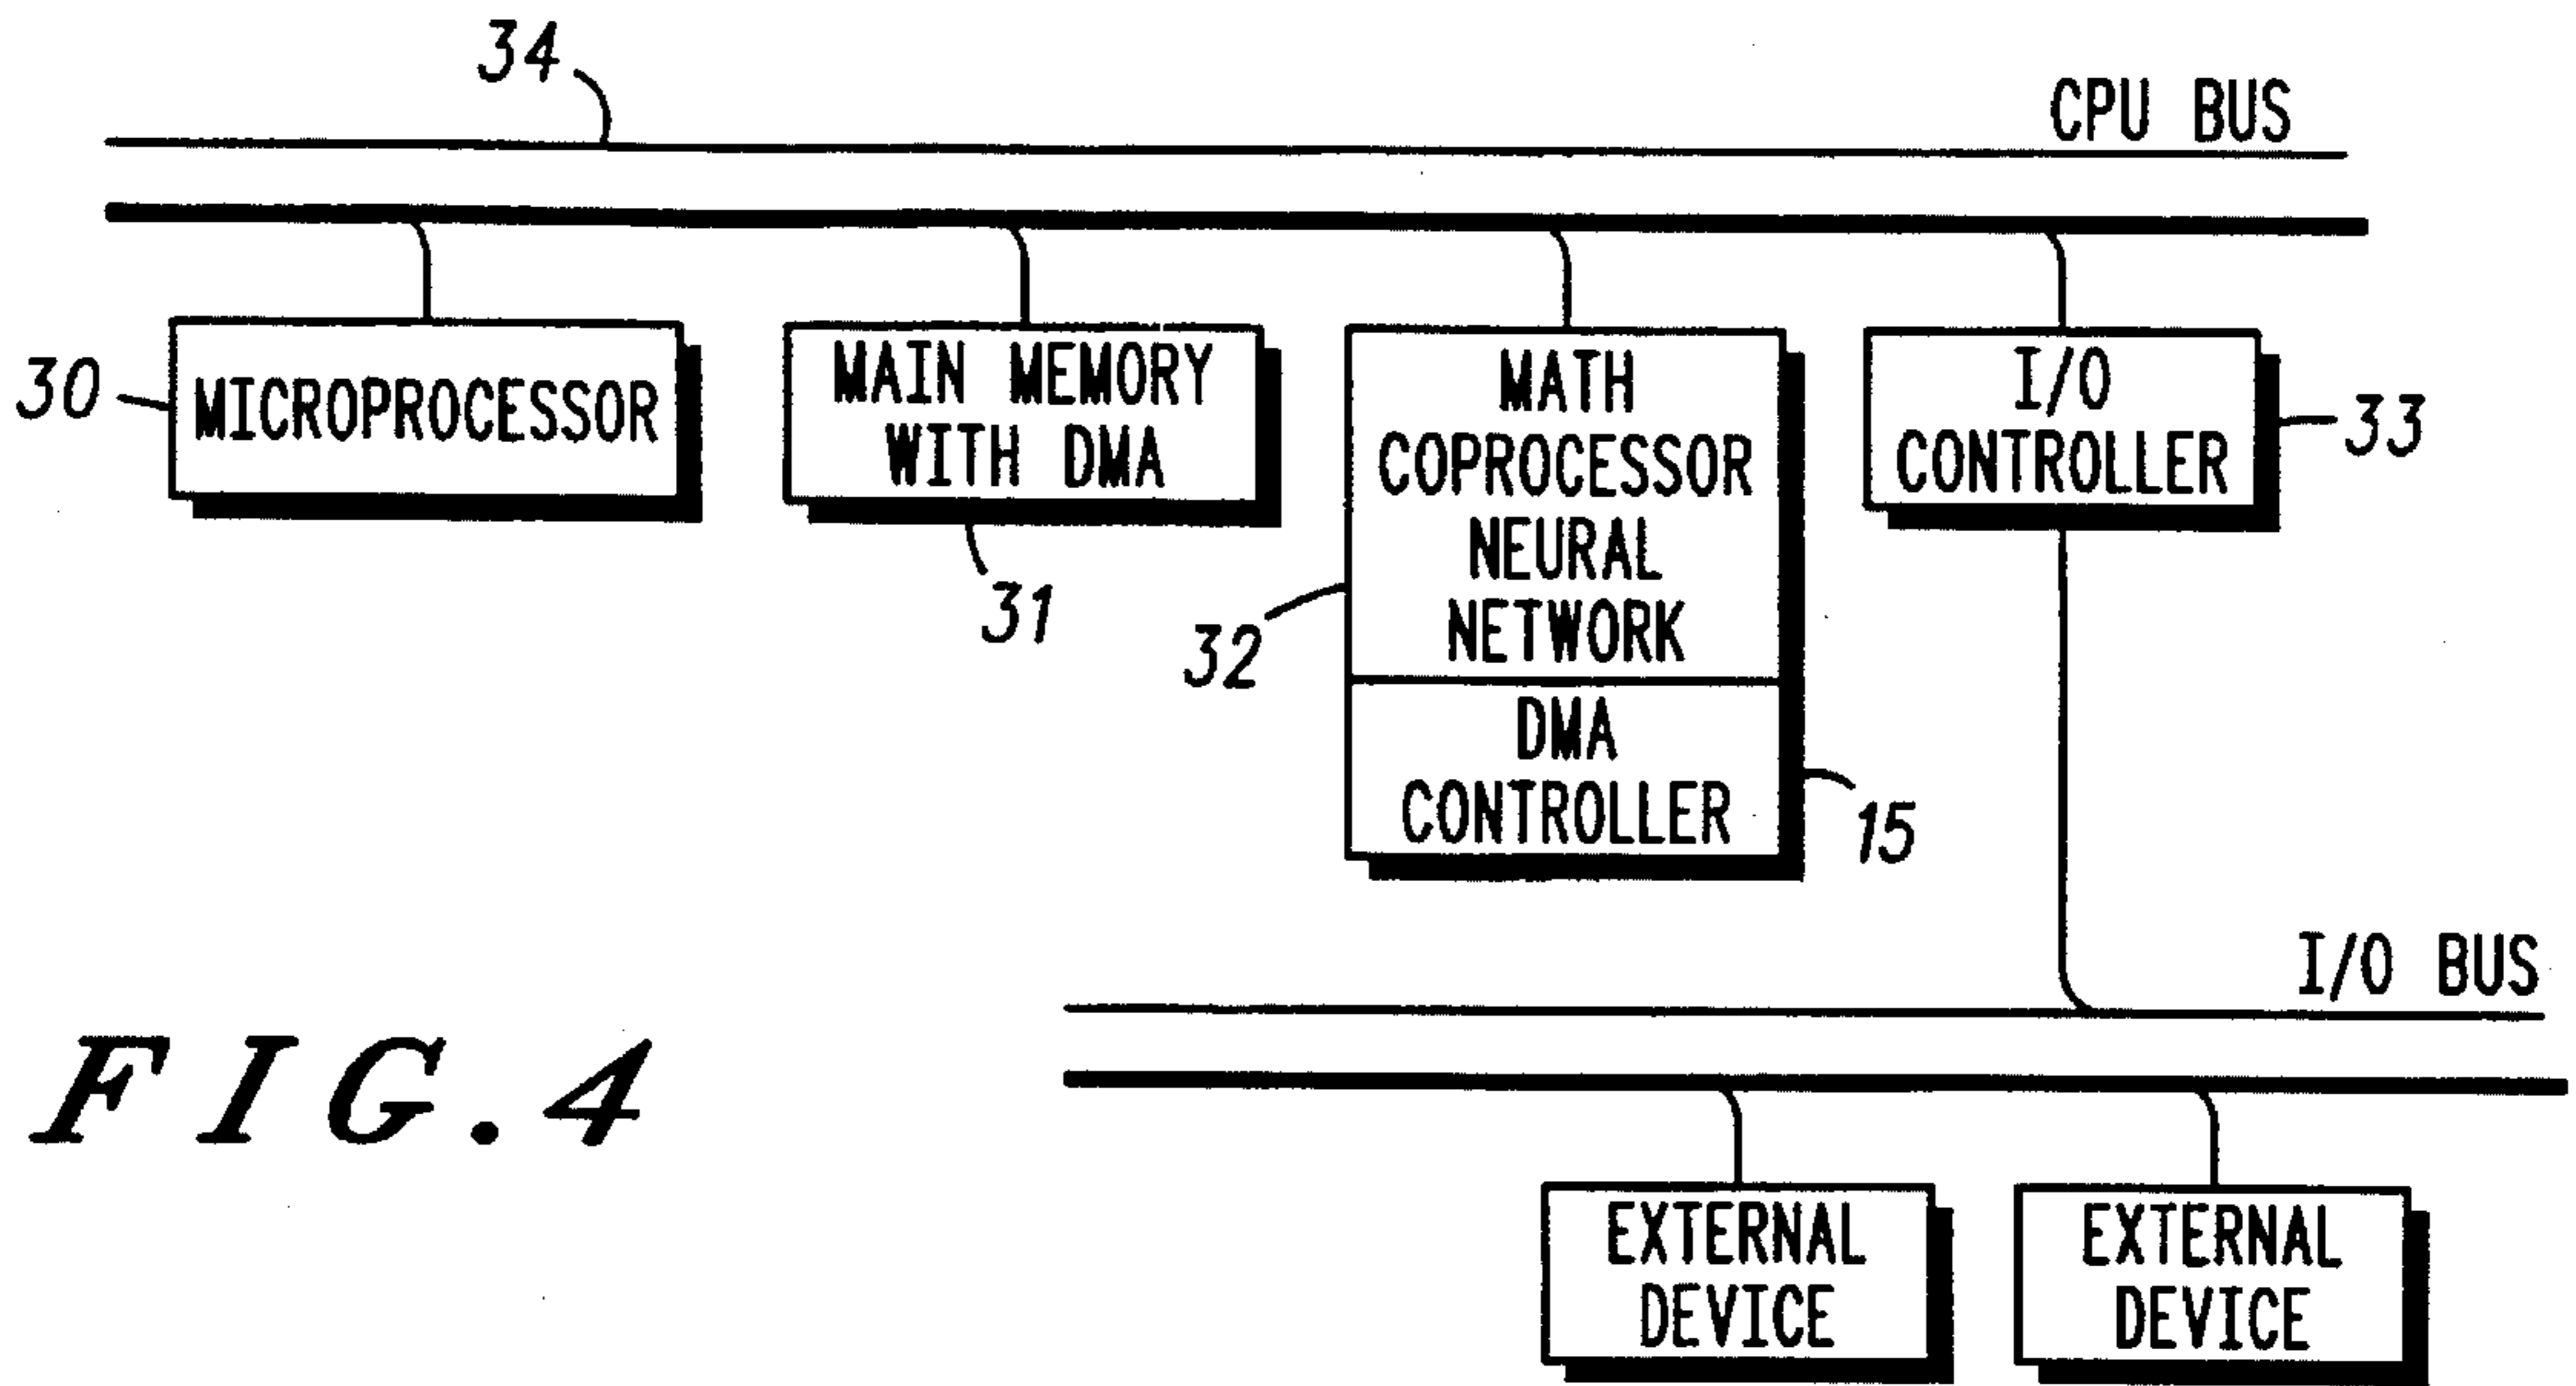 34
CPU BUS
30
MICROPROCESSOR
MAIN MEMORY
WITH DMA
31
MATH
COPROCESSOR
NEURAL
NETWORK
32
DMA
CONTROLLER
15
I/O
CONTROLLER
33
I/O BUS
EXTERNAL
DEVICE
EXTERNAL
DEVICE
FIG. 4